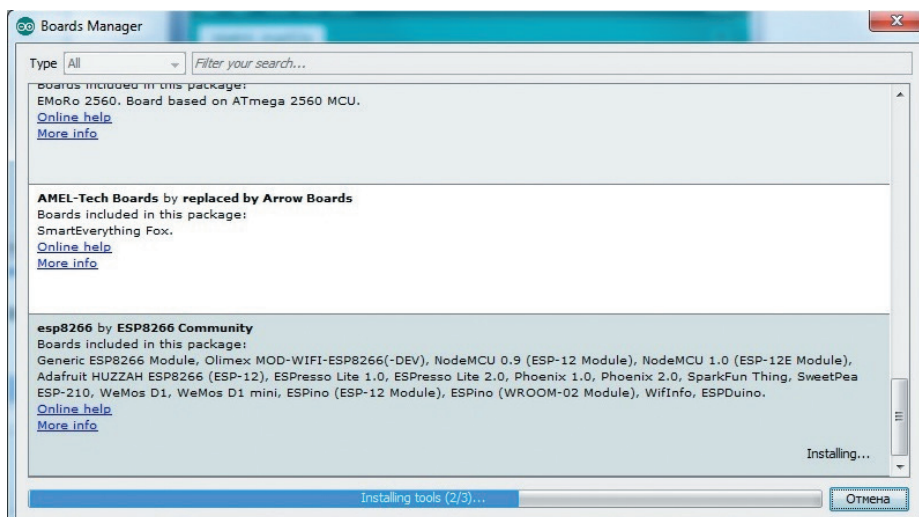 Boards Manager
Type All Filter your search...
Boards included in this package:
EMoRo 2560. Board based on ATmega 2560 MCU.
Online help
More info
AMEL-Tech Boards by replaced by Arrow Boards
Boards included in this package:
SmartEverything Fox.
Online help
More info
esp8266 by ESP8266 Community
Boards included in this package:
Generic ESP8266 Module, Olimex MOD-WIFI-ESP8266(-DEV), NodeMCU 0.9 (ESP-12 Module), NodeMCU 1.0 (ESP-12E Module),
Adafruit HUZZAH ESP8266 (ESP-12), ESPresso Lite 1.0, ESPresso Lite 2.0, Phoenix 1.0, Phoenix 2.0, SparkFun Thing, SweetPea
ESP-210, WeMos D1, WeMos D1 mini, ESPino (ESP-12 Module), ESPino (WROOM-02 Module), WifInfo, ESPDuino.
Online help
More info
Installing...
Installing tools (2/3)...
Отмена